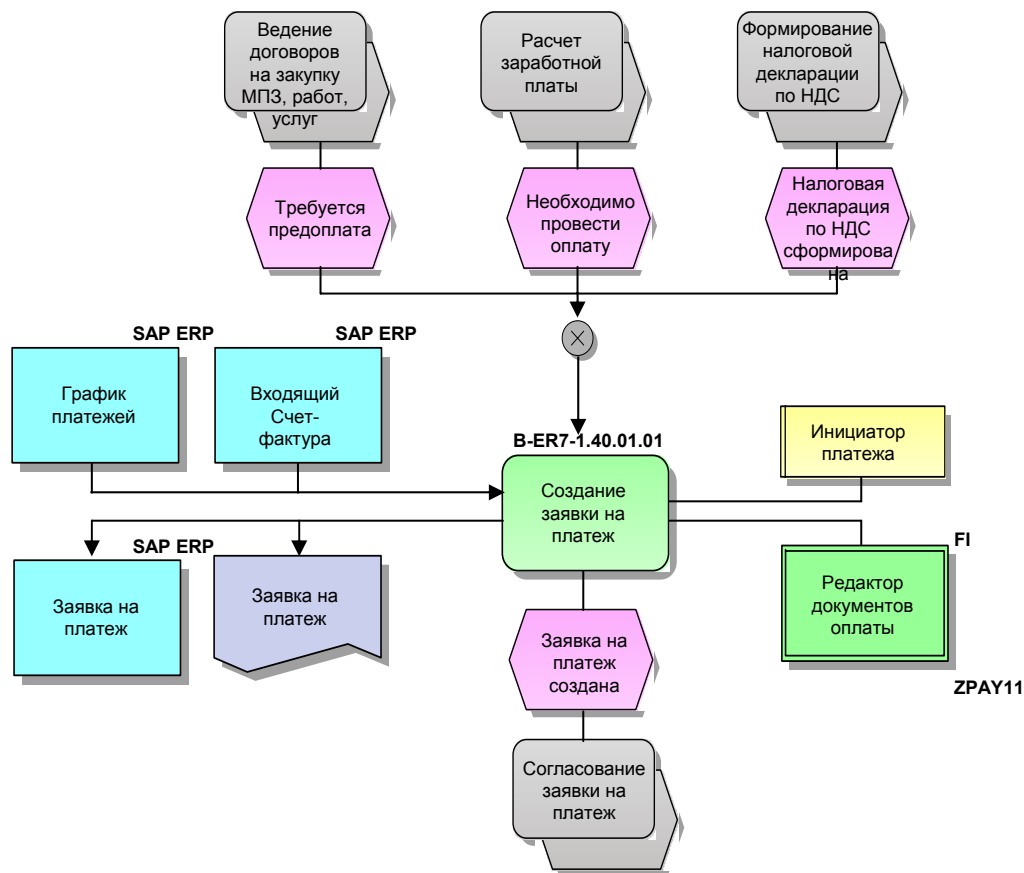 Ведение
договоров
на закупку
МПЗ, работ,
услуг
Расчет
заработной
платы
Формирование
налоговой
декларации
по НДС
Требуется
предоплата
Необходимо
провести
оплату
Налоговая
декларация
по НДС
сформирова
на
SAP ERP
График
платежей
SAP ERP
Входящий
Счет-
фактура
B-ER7-1.40.01.01
Создание
заявки на
платеж
Инициатор
платежа
SAP ERP
Заявка на
платеж
Заявка на
платеж
FI
Редактор
документов
оплаты
ZPAY11
Заявка на
платеж
создана
Согласование
заявки на
платеж